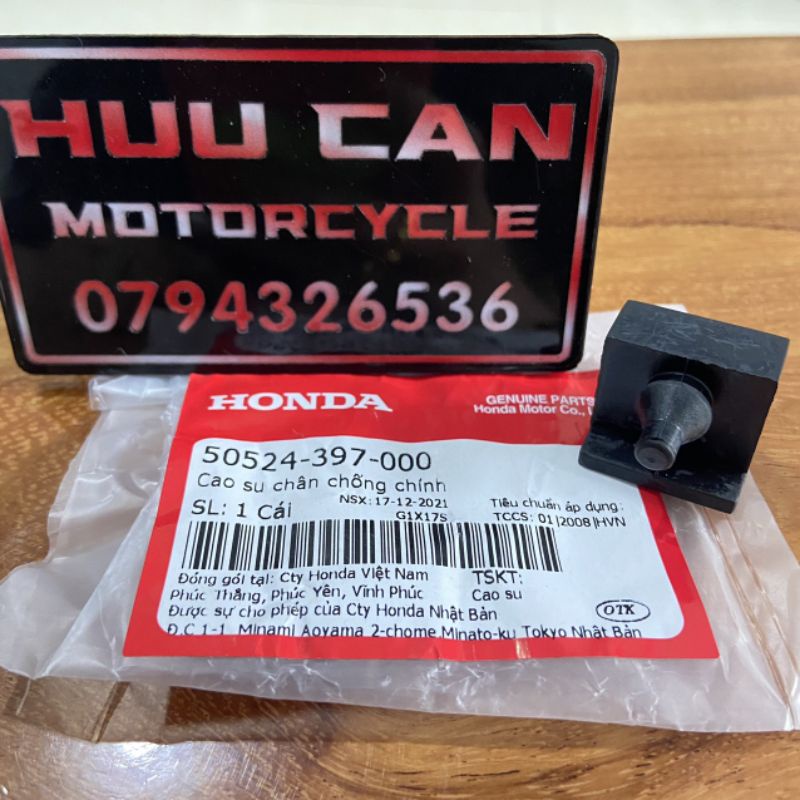 HUU CAN
MOTORCYCLE
0794326536
HONDA
GENUINE PARTS
Honda Motor Co.,
50524-397-000
Cao su chân chống chính
NSX: 17-12-2021
Tiêu chuẩn áp dụng:
SL: 1 Cái
G1X17S
TCCS: 01|2008|HVN
Đóng gói tại: Cty Honda Việt Nam
TSKT:
Phúc Thắng, Phúc Yên, Vĩnh Phúc
Cao su
Được sự cho phép của Cty Honda Nhật Bản
OTK
Đ.C 1-1, Minami Aoyama 2-chome Minato-ku Tokyo Nhật Bản